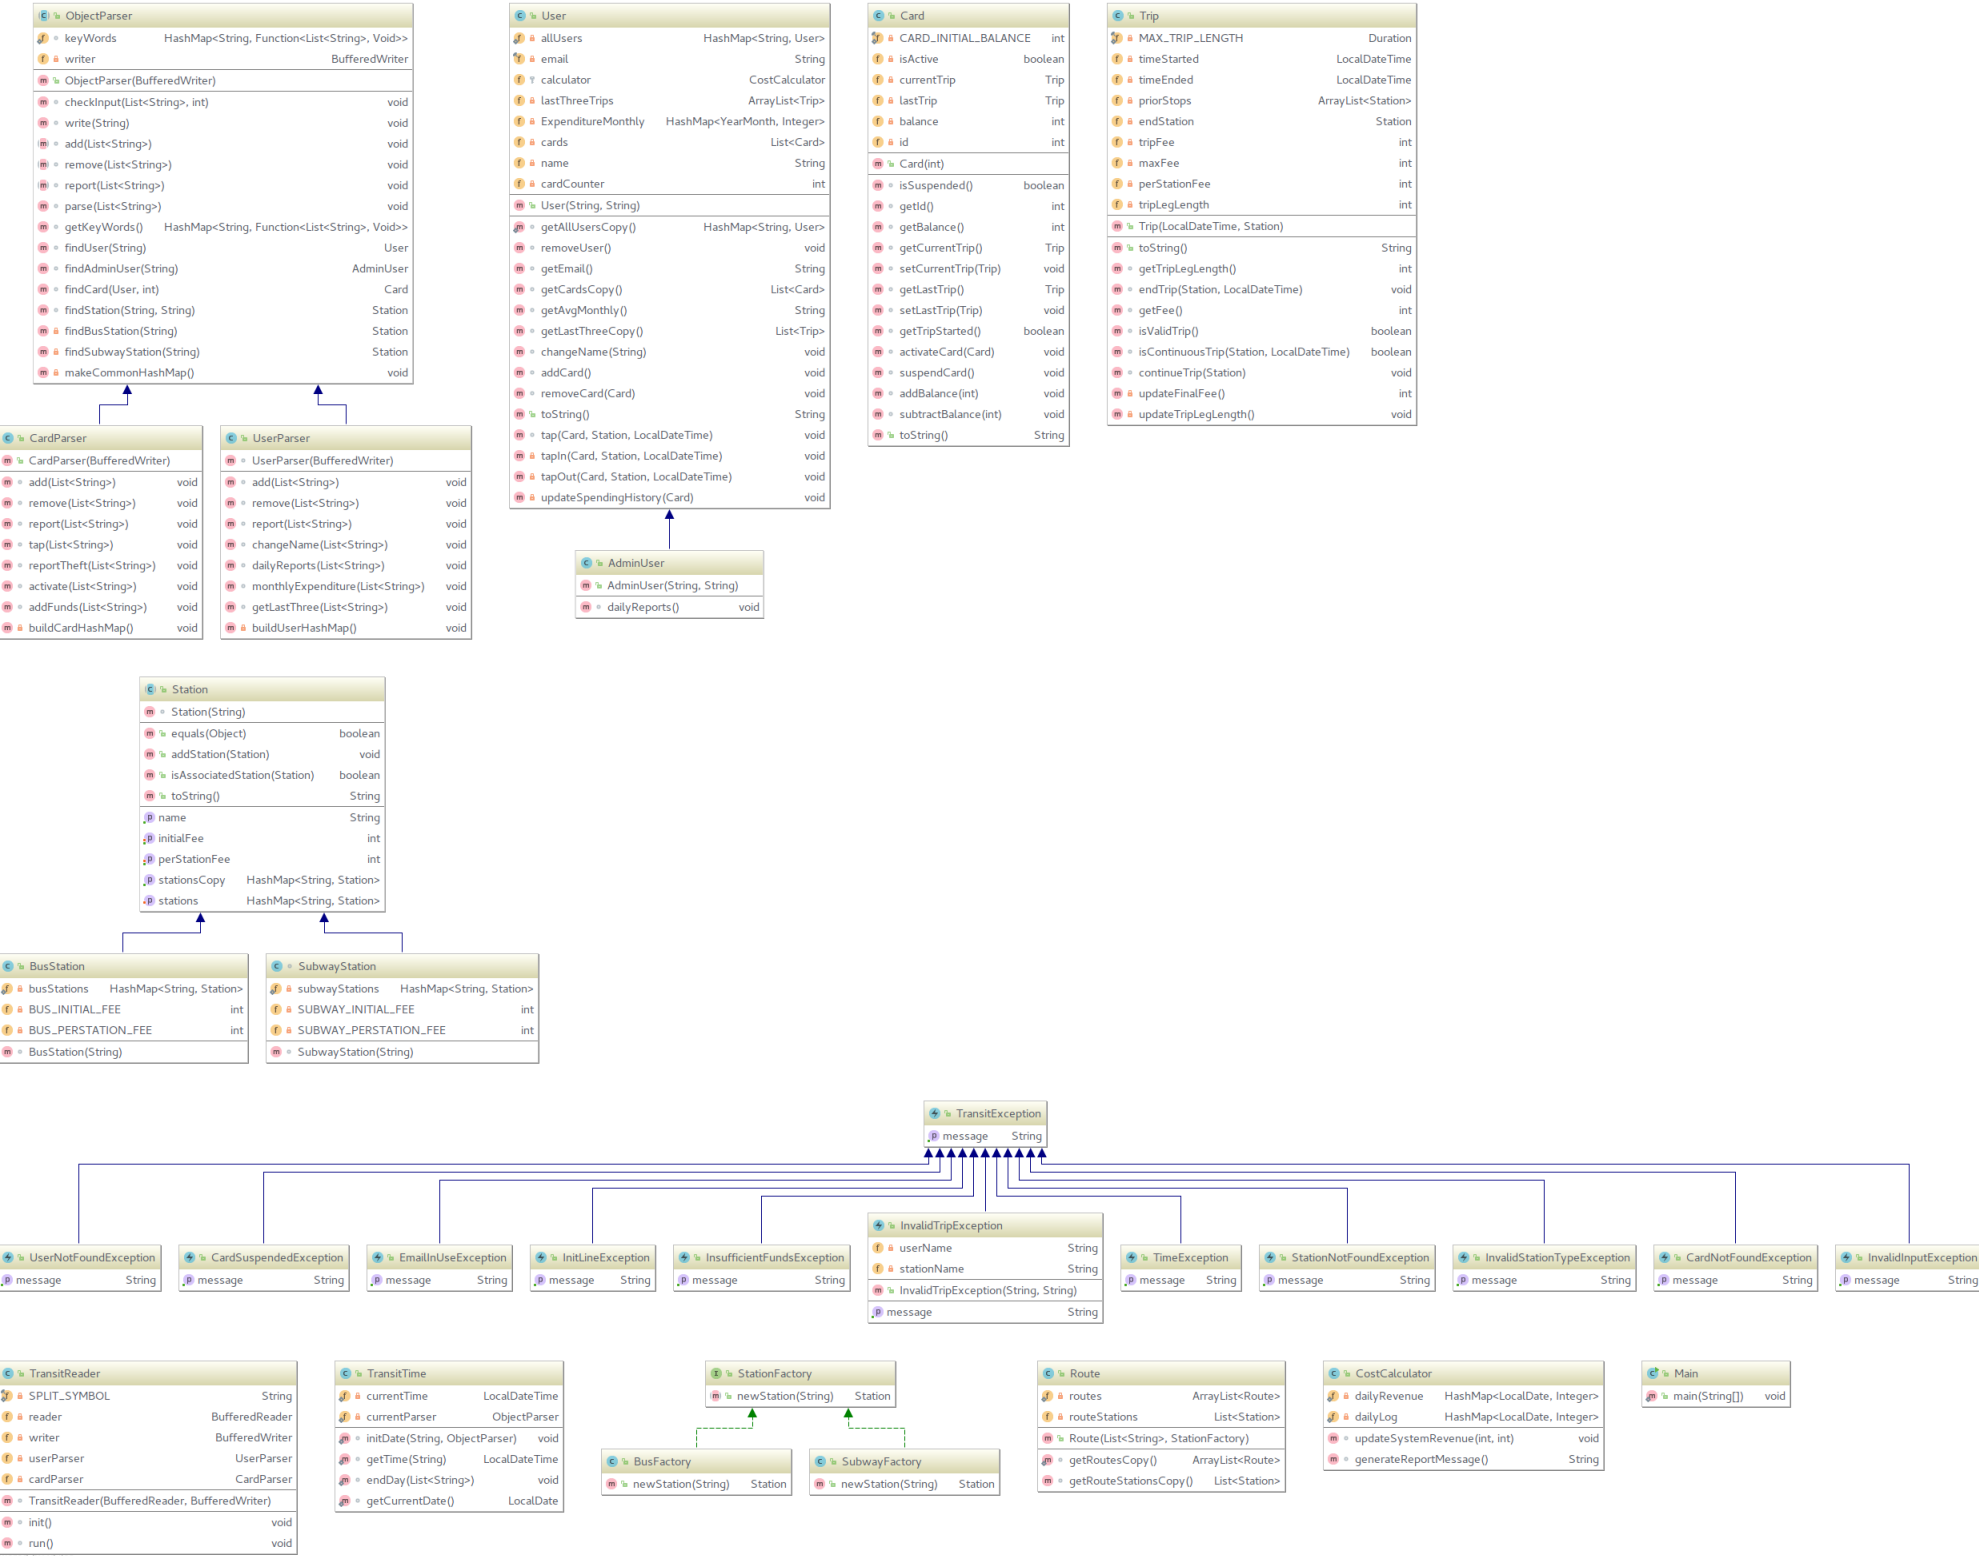 ObjectParser
keyWords HashMap<String, Function<List<String>, Void>>
writer BufferedWriter
ObjectParser(BufferedWriter)
checkInput(List<String>, int) void
write(String) void
add(List<String>) void
remove(List<String>) void
report(List<String>) void
parse(List<String>) void
getKeyWords() HashMap<String, Function<List<String>, Void>>
findUser(String) User
findAdminUser(String) AdminUser
findCard(User, int) Card
findStation(String, String) Station
findBusStation(String) Station
findSubwayStation(String) Station
makeCommonHashMap() void
User
allUsers HashMap<String, User>
email String
calculator CostCalculator
lastThreeTrips ArrayList<Trip>
ExpenditureMonthly HashMap<YearMonth, Integer>
cards List<Card>
name String
cardCounter int
User(String, String)
getAllUsersCopy() HashMap<String, User>
removeUser() void
getEmail() String
getCardsCopy() List<Card>
getAvgMonthly() String
getLastThreeCopy() List<Trip>
changeName(String) void
addCard() void
removeCard(Card) void
toString() String
tap(Card, Station, LocalDateTime) void
tapIn(Card, Station, LocalDateTime) void
tapOut(Card, Station, LocalDateTime) void
updateSpendingHistory(Card) void
Card
CARD_INITIAL_BALANCE int
isActive boolean
currentTrip Trip
lastTrip Trip
balance int
id int
Card(int)
isSuspended() boolean
getId() int
getBalance() int
getCurrentTrip() Trip
setCurrentTrip(Trip) void
getLastTrip() Trip
setLastTrip(Trip) void
getTripStarted() boolean
activateCard(Card) void
suspendCard() void
addBalance(int) void
subtractBalance(int) void
toString() String
Trip
MAX_TRIP_LENGTH Duration
timeStarted LocalDateTime
timeEnded LocalDateTime
priorStops ArrayList<Station>
endStation Station
tripFee int
maxFee int
perStationFee int
tripLegLength int
Trip(LocalDateTime, Station)
toString() String
getTripLegLength() int
endTrip(Station, LocalDateTime) void
getFee() int
isValidTrip() boolean
isContinuousTrip(Station, LocalDateTime) boolean
continueTrip(Station) void
updateFinalFee() int
updateTripLegLength() void
CardParser
CardParser(BufferedWriter)
add(List<String>) void
remove(List<String>) void
report(List<String>) void
tap(List<String>) void
reportTheft(List<String>) void
activate(List<String>) void
addFunds(List<String>) void
buildCardHashMap() void
UserParser
UserParser(BufferedWriter)
add(List<String>) void
remove(List<String>) void
report(List<String>) void
changeName(List<String>) void
dailyReports(List<String>) void
monthlyExpenditure(List<String>) void
getLastThree(List<String>) void
buildUserHashMap() void
AdminUser
AdminUser(String, String)
dailyReports() void
Station
Station(String)
equals(Object) boolean
addStation(Station) void
isAssociatedStation(Station) boolean
toString() String
name String
initialFee int
perStationFee int
stationsCopy HashMap<String, Station>
stations HashMap<String, Station>
BusStation
busStations HashMap<String, Station>
BUS_INITIAL_FEE int
BUS_PERSTATION_FEE int
BusStation(String)
SubwayStation
subwayStations HashMap<String, Station>
SUBWAY_INITIAL_FEE int
SUBWAY_PERSTATION_FEE int
SubwayStation(String)
TransitException
message String
UserNotFoundException
message String
CardSuspendedException
message String
EmailInUseException
message String
InitLineException
message String
InsufficientFundsException
message String
InvalidTripException
userName String
stationName String
InvalidTripException(String, String)
message String
TimeException
message String
StationNotFoundException
message String
InvalidStationTypeException
message String
CardNotFoundException
message String
InvalidInputException
message String
TransitReader
SPLIT_SYMBOL String
reader BufferedReader
writer BufferedWriter
userParser UserParser
cardParser CardParser
TransitReader(BufferedReader, BufferedWriter)
init() void
run() void
TransitTime
currentTime LocalDateTime
currentParser ObjectParser
initDate(String, ObjectParser) void
getTime(String) LocalDateTime
endDay(List<String>) void
getCurrentDate() LocalDate
StationFactory
newStation(String) Station
BusFactory
newStation(String) Station
SubwayFactory
newStation(String) Station
Route
routes ArrayList<Route>
routeStations List<Station>
Route(List<String>, StationFactory)
getRoutesCopy() ArrayList<Route>
getRouteStationsCopy() List<Station>
CostCalculator
dailyRevenue HashMap<LocalDate, Integer>
dailyLog HashMap<LocalDate, Integer>
updateSystemRevenue(int, int) void
generateReportMessage() String
Main
main(String[]) void